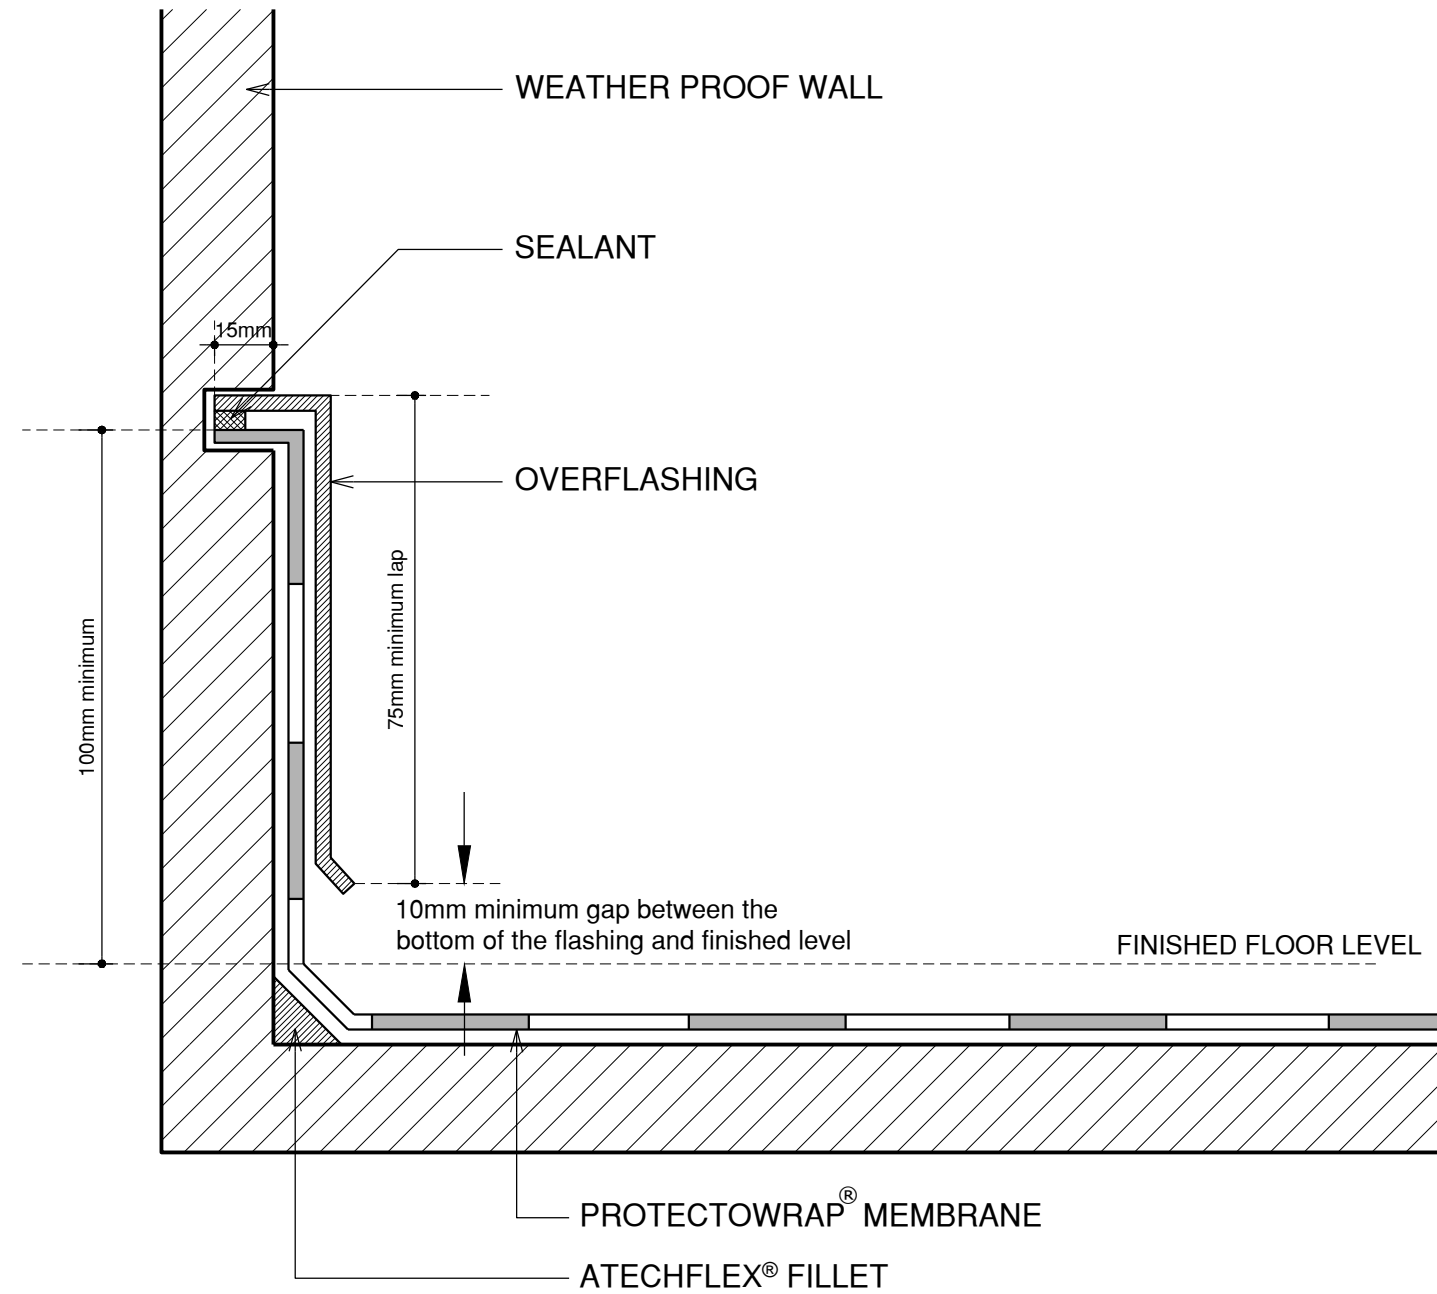 WEATHER PROOF WALL
SEALANT
15mm
OVERFLASHING
75mm minimum lap
100mm minimum
10mm minimum gap between the
bottom of the flashing and finished level
FINISHED FLOOR LEVEL
PROTECTOWRAP® MEMBRANE
ATECHFLEX® FILLET